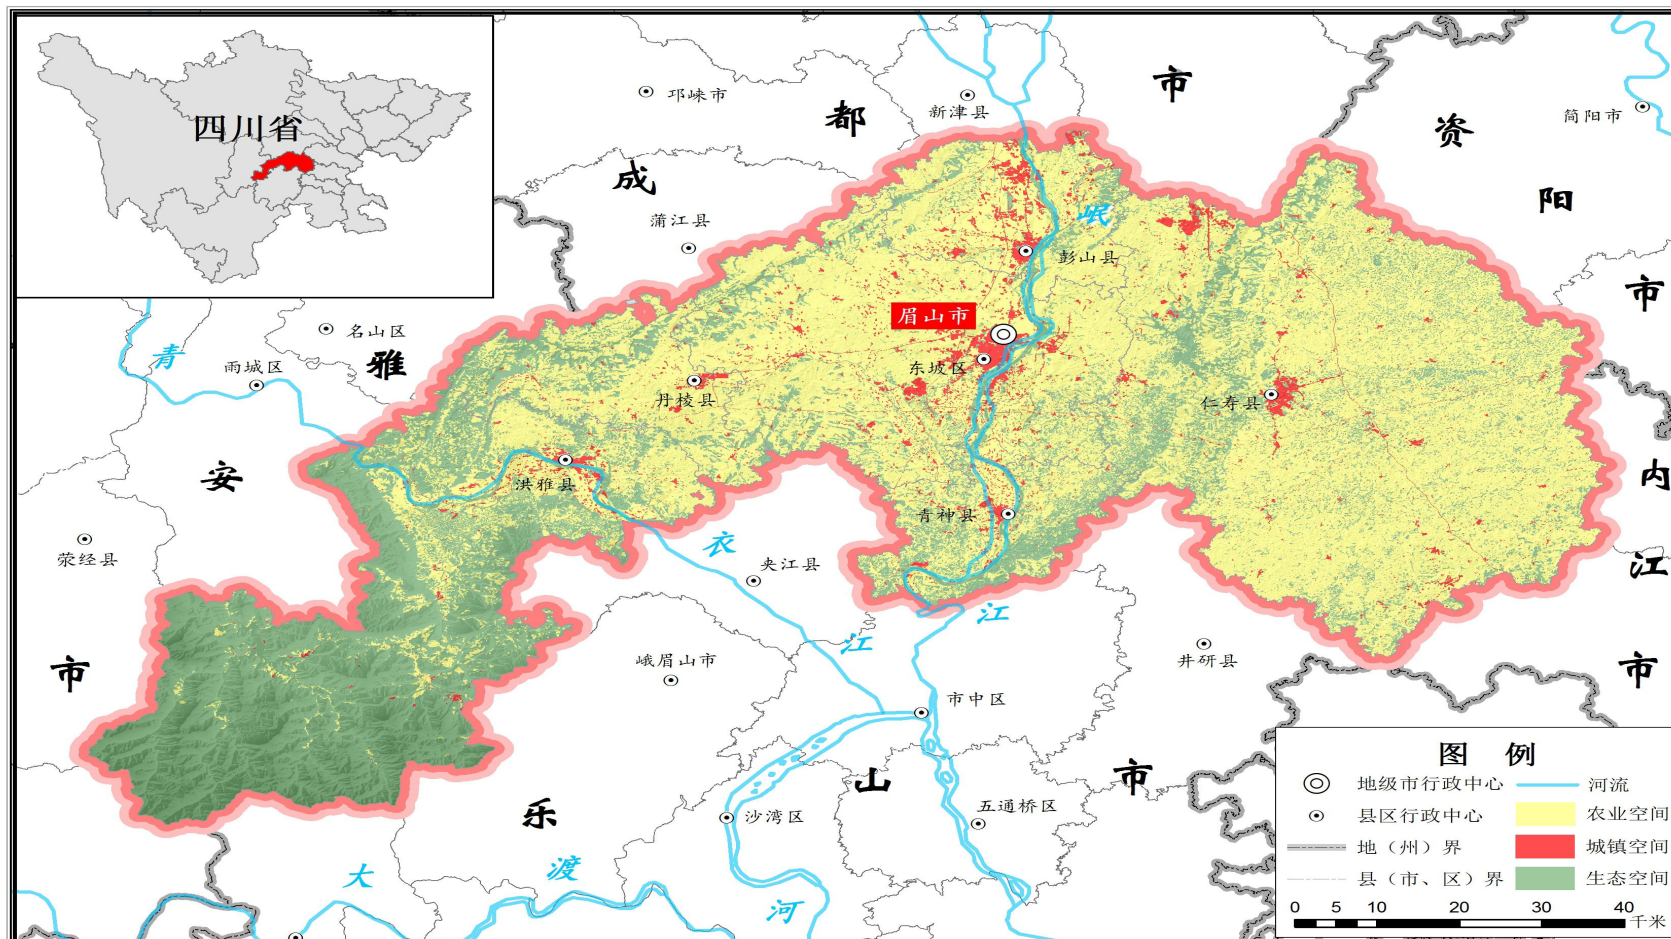 四川省
邛崃市
新津县
简阳市
蒲江县
成
都
市
资
阳
市
岷
彭山县
眉山市
东坡区
丹棱县
仁寿县
名山区
雨城区
青
雅
安
市
荥经县
洪雅县
青神县
衣
夹江县
江
江
井研县
内
江
市
峨眉山市
市中区
乐
山
市
沙湾区
五通桥区
大
渡
河
图 例
地级市行政中心
河流
县区行政中心
农业空间
地（州）界
城镇空间
县（市、区）界
生态空间
0 5 10 20 30 40
千米